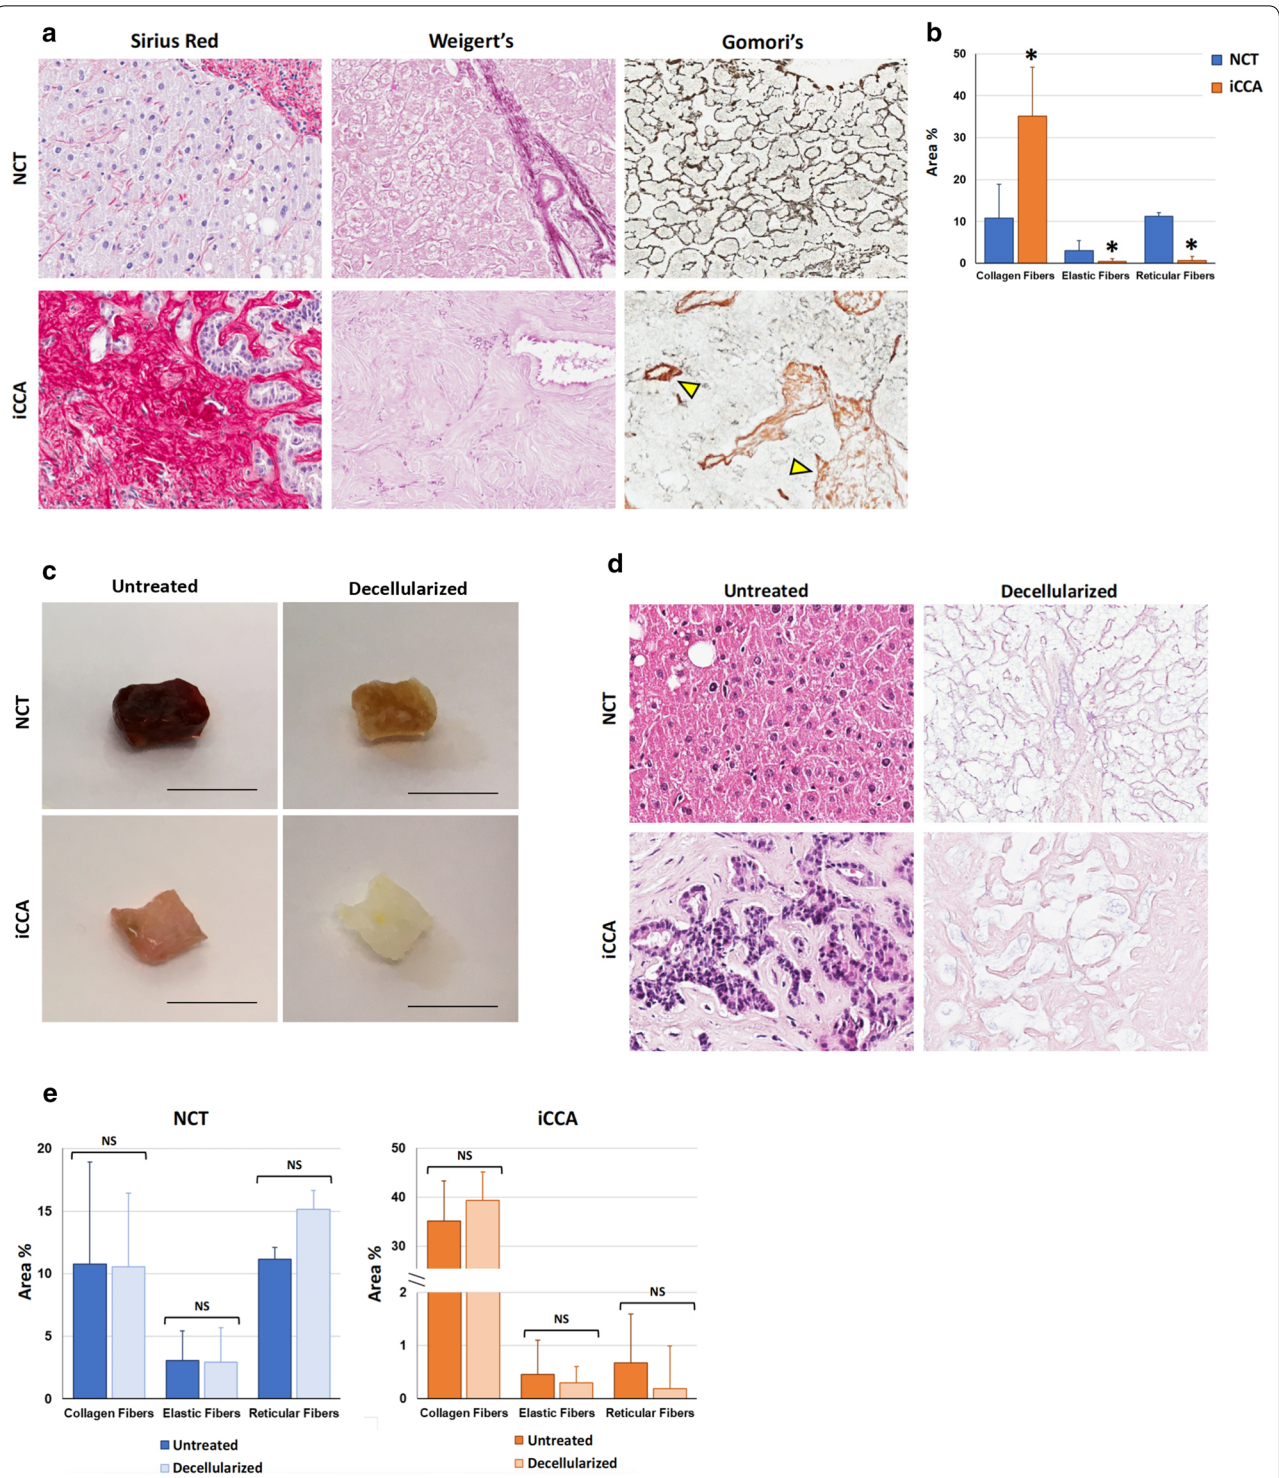 a
Sirius Red
Weigert's
Gomori's
NCT
iCCA
b
50
40
30
20
10
0
Area %
*
*
*
Collagen Fibers
Elastic Fibers
Reticular Fibers
NCT
iCCA
c
Untreated
Decellularized
NCT
iCCA
d
Untreated
Decellularized
NCT
iCCA
e
NCT
20
15
10
5
0
Area %
NS
NS
NS
Collagen Fibers
Elastic Fibers
Reticular Fibers
Untreated
Decellularized
iCCA
50
40
30
2
1
0
Area %
NS
NS
NS
Collagen Fibers
Elastic Fibers
Reticular Fibers
Untreated
Decellularized